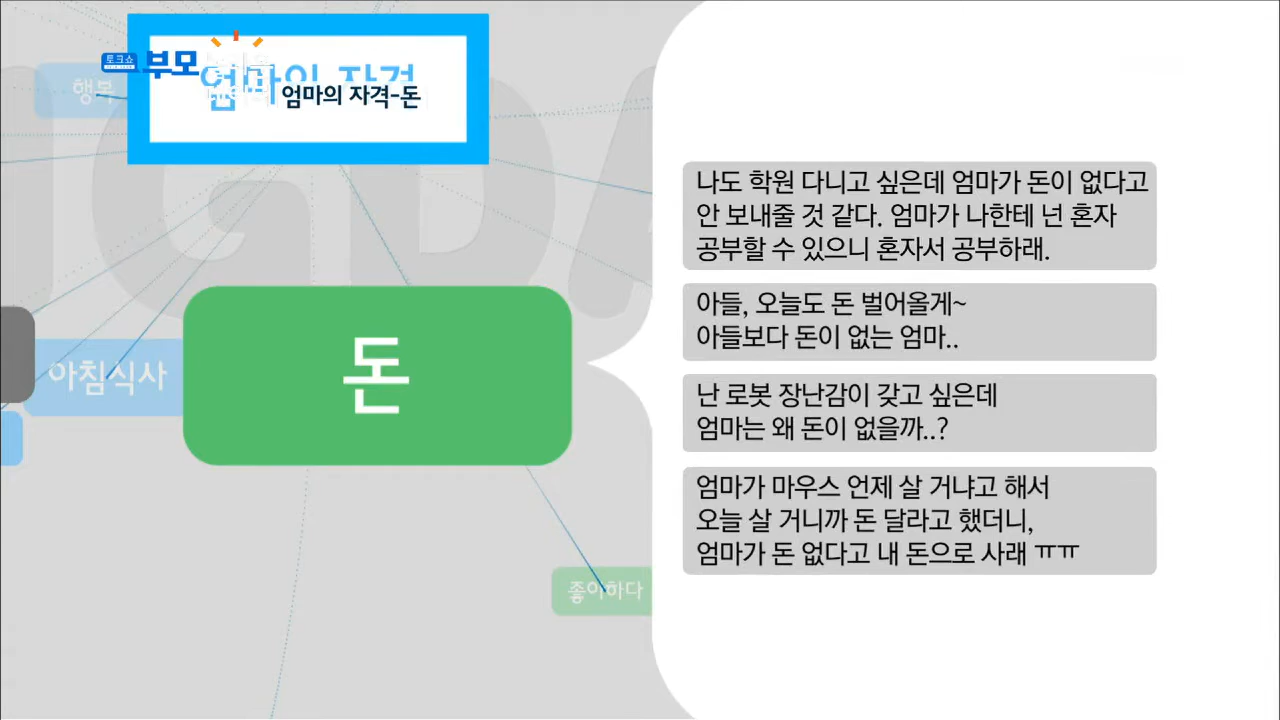 토크쇼
부모
엄마의 자격
엄마의 자격-돈
행복
아침식사
돈
좋아하다
나도 학원 다니고 싶은데 엄마가 돈이 없다고
안 보내줄 것 같다. 엄마가 나한테 넌 혼자
공부할 수 있으니 혼자서 공부하래.
아들, 오늘도 돈 벌어올게~
아들보다 돈이 없는 엄마..
난 로봇 장난감이 갖고 싶은데
엄마는 왜 돈이 없을까..?
엄마가 마우스 언제 살 거냐고 해서
오늘 살 거니까 돈 달라고 했더니,
엄마가 돈 없다고 내 돈으로 사래 ㅠㅠ